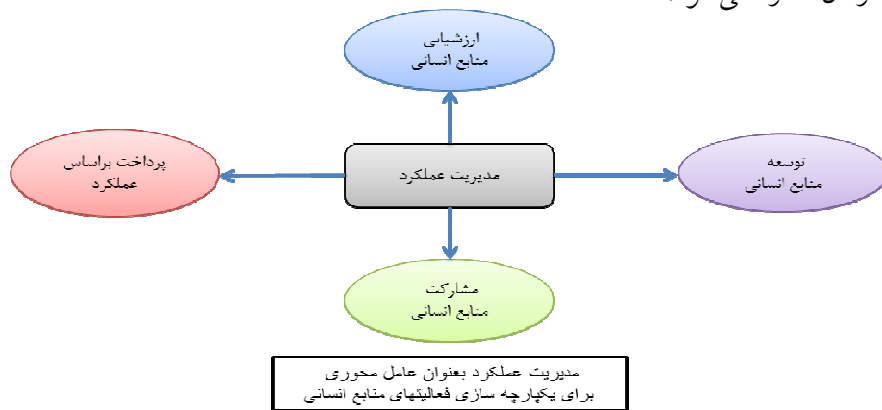 ارزشیابی
منابع انسانی
پرداخت براساس
عملکرد
مدیریت عملکرد
توسعه
منابع انسانی
مشارکت
منابع انسانی
مدیریت عملکرد بعنوان عامل محوری
برای یکپارچه سازی فعالیتهای منابع انسانی